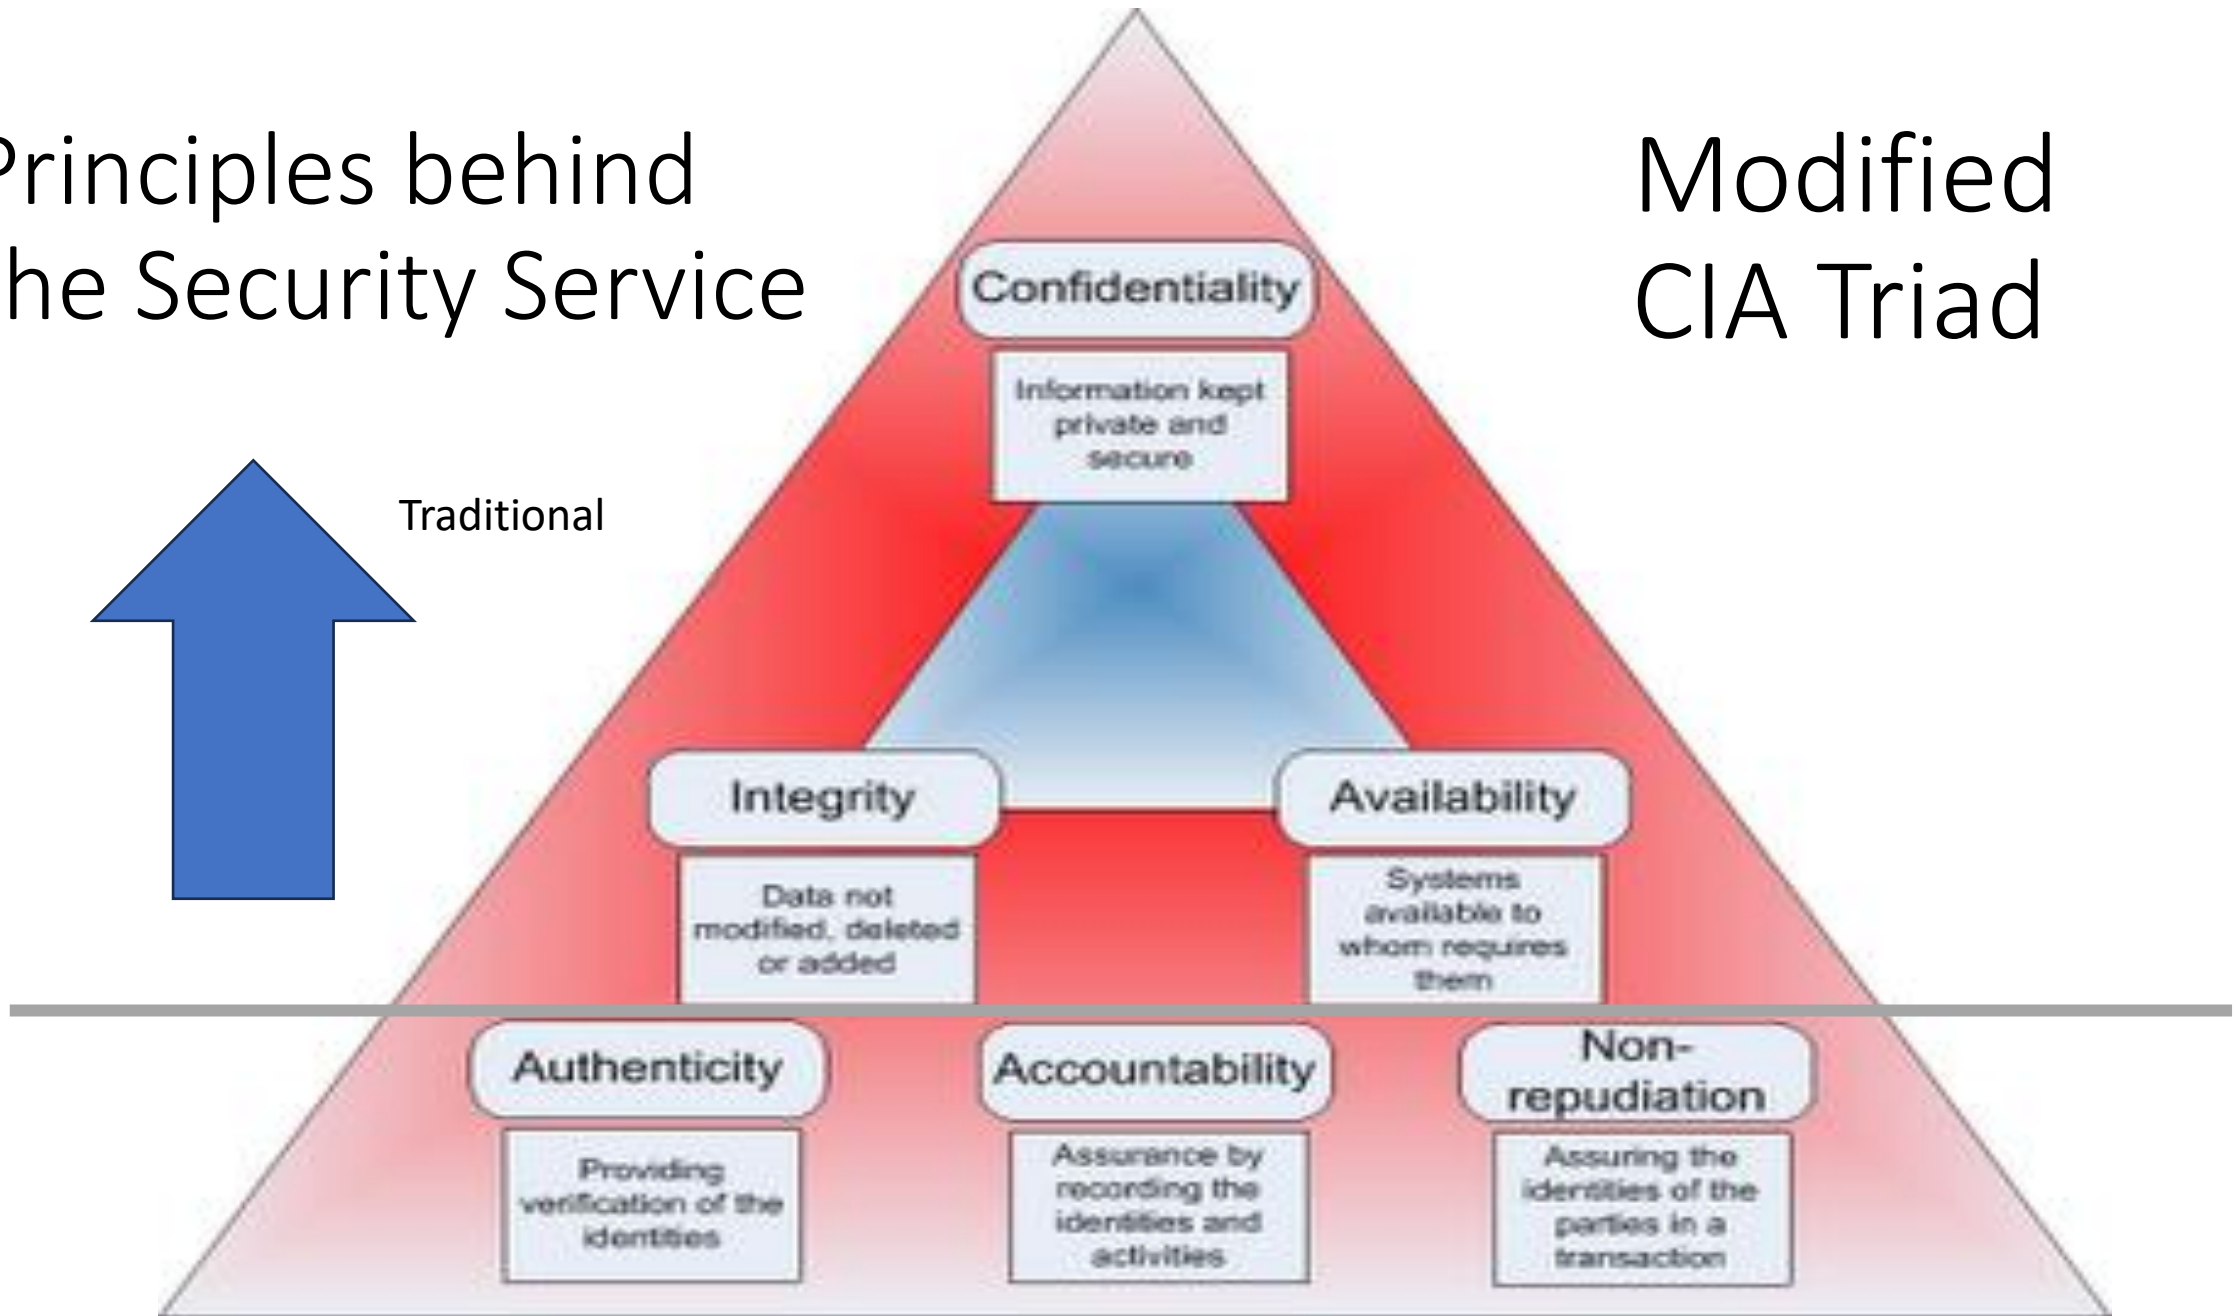 Principles behind
he Security Service
Modified
CIA Triad
Traditional
Confidentiality
Information kept
private and
secure
Integrity
Data not
modified, deleted
or added
Availability
Systems
available to
whom requires
them
Authenticity
Providing
verification of the
identities
Accountability
Assurance by
recording the
identities and
activities
Non-
repudiation
Assuring the
identities of the
parties in a
transaction